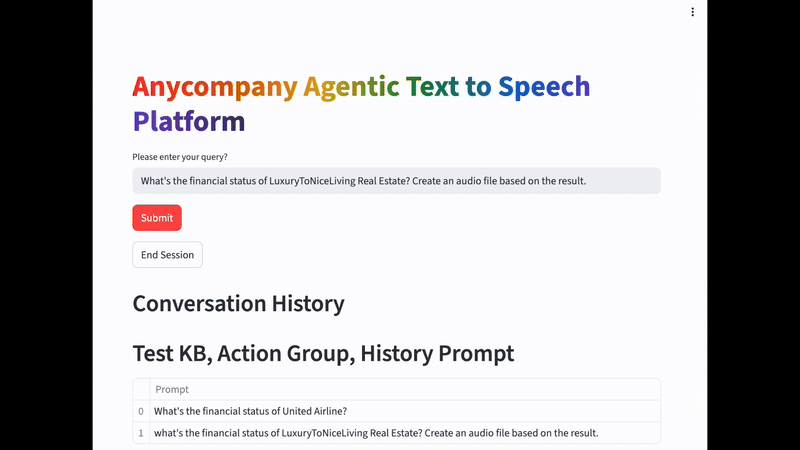 Anycompany Agentic Text to Speech
Platform
Please enter your query?
What's the financial status of LuxuryToNiceLiving Real Estate? Create an audio file based on the result.
Submit
End Session
Conversation History
Test KB, Action Group, History Prompt
Prompt
0 What's the financial status of United Airline?
1 what's the financial status of LuxuryToNiceLiving Real Estate? Create an audio file based on the result.